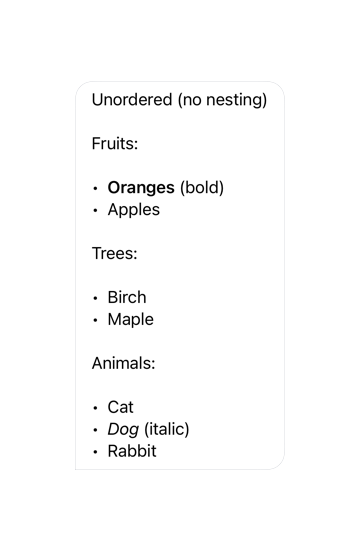 Unordered (no nesting)
Fruits:
• Oranges (bold)
• Apples
Trees:
• Birch
• Maple
Animals:
• Cat
• Dog (italic)
• Rabbit